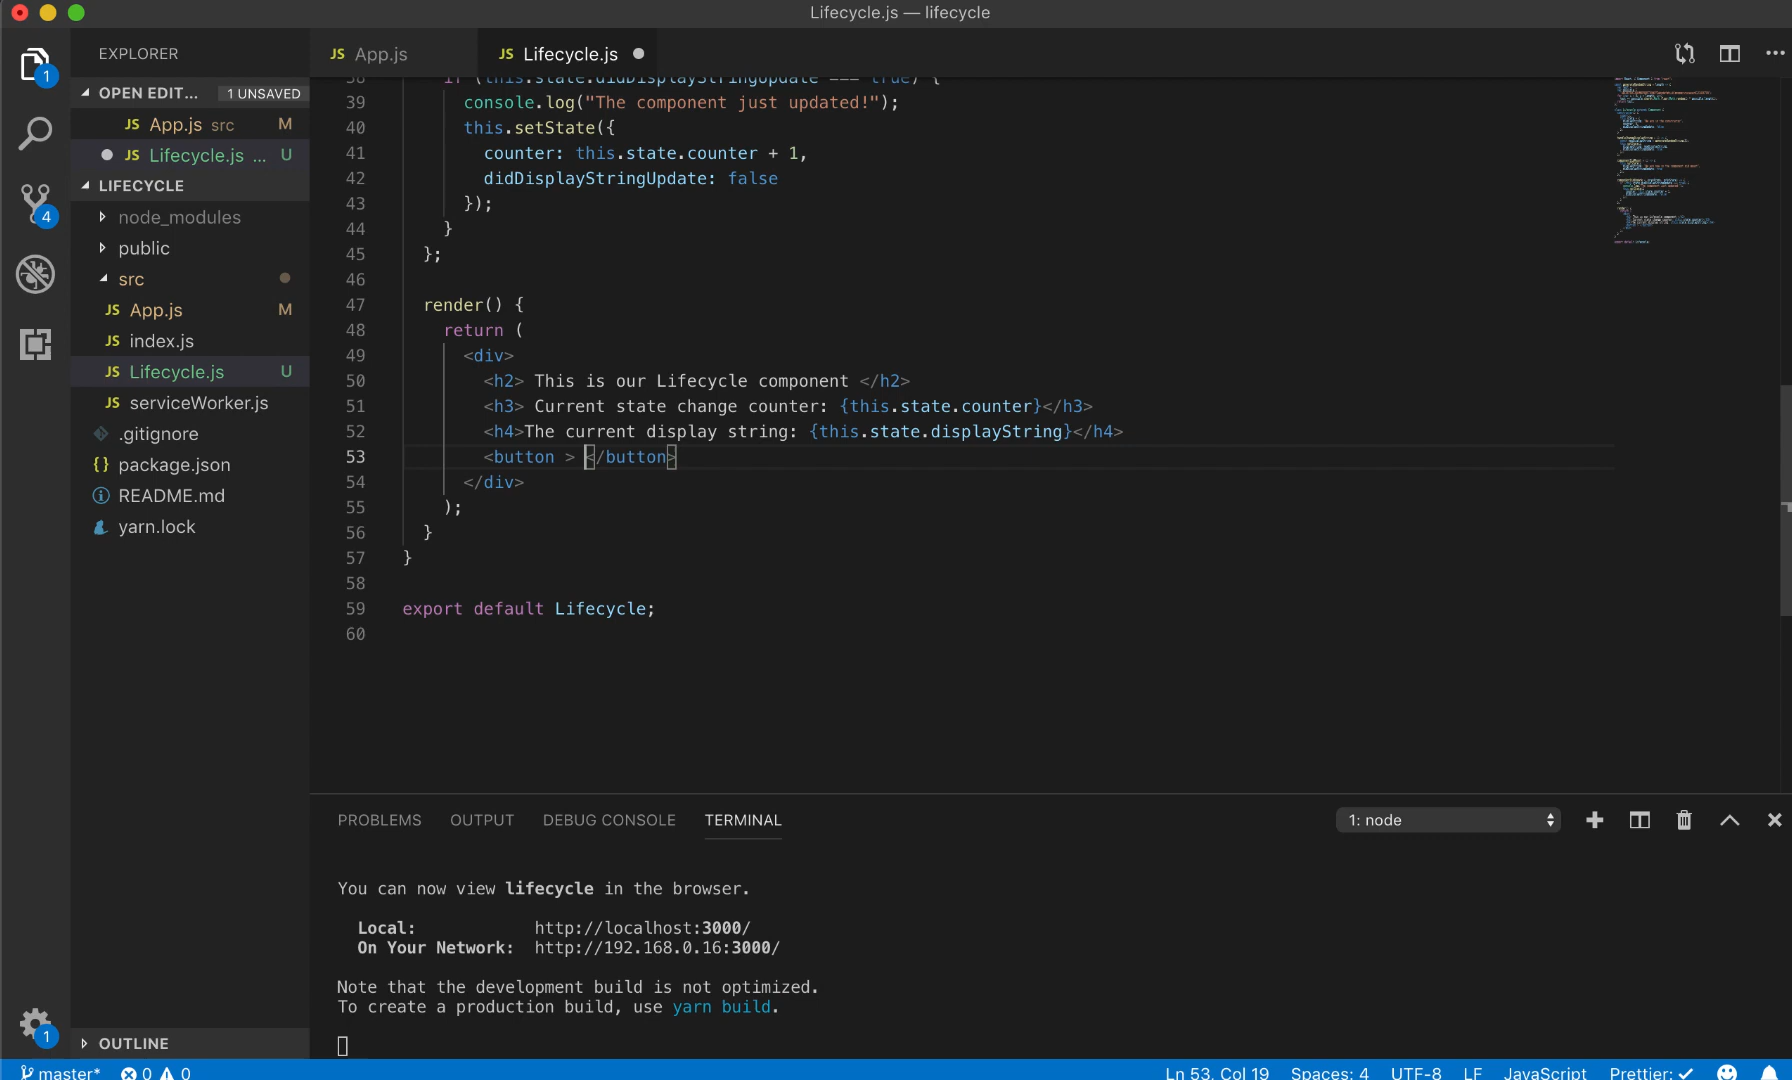 Lifecycle.js — lifecycle
EXPLORER
JS App.js
JS Lifecycle.js
1
OPEN EDIT... 1 UNSAVED
JS App.js src M
JS Lifecycle.js ... U
LIFECYCLE
4
node_modules
public
src
JS App.js M
JS index.js
JS Lifecycle.js U
JS serviceWorker.js
.gitignore
{} package.json
README.md
yarn.lock
1
OUTLINE
38 if (this.state.didDisplayStringUpdate === true) {
39 console.log("The component just updated!");
40 this.setState({
41 counter: this.state.counter + 1,
42 didDisplayStringUpdate: false
43 });
44 }
45 };
46
47 render() {
48 return (
49 <div>
50 <h2> This is our Lifecycle component </h2>
51 <h3> Current state change counter: {this.state.counter}</h3>
52 <h4>The current display string: {this.state.displayString}</h4>
53 <button > </button>
54 </div>
55 );
56 }
57 }
58
59 export default Lifecycle;
60
PROBLEMS OUTPUT DEBUG CONSOLE TERMINAL 1: node
You can now view lifecycle in the browser.
Local: http://localhost:3000/
On Your Network: http://192.168.0.16:3000/
Note that the development build is not optimized.
To create a production build, use yarn build.
master* 0 0 Ln 53, Col 19 Spaces: 4 UTF-8 LF JavaScript Prettier: ✓